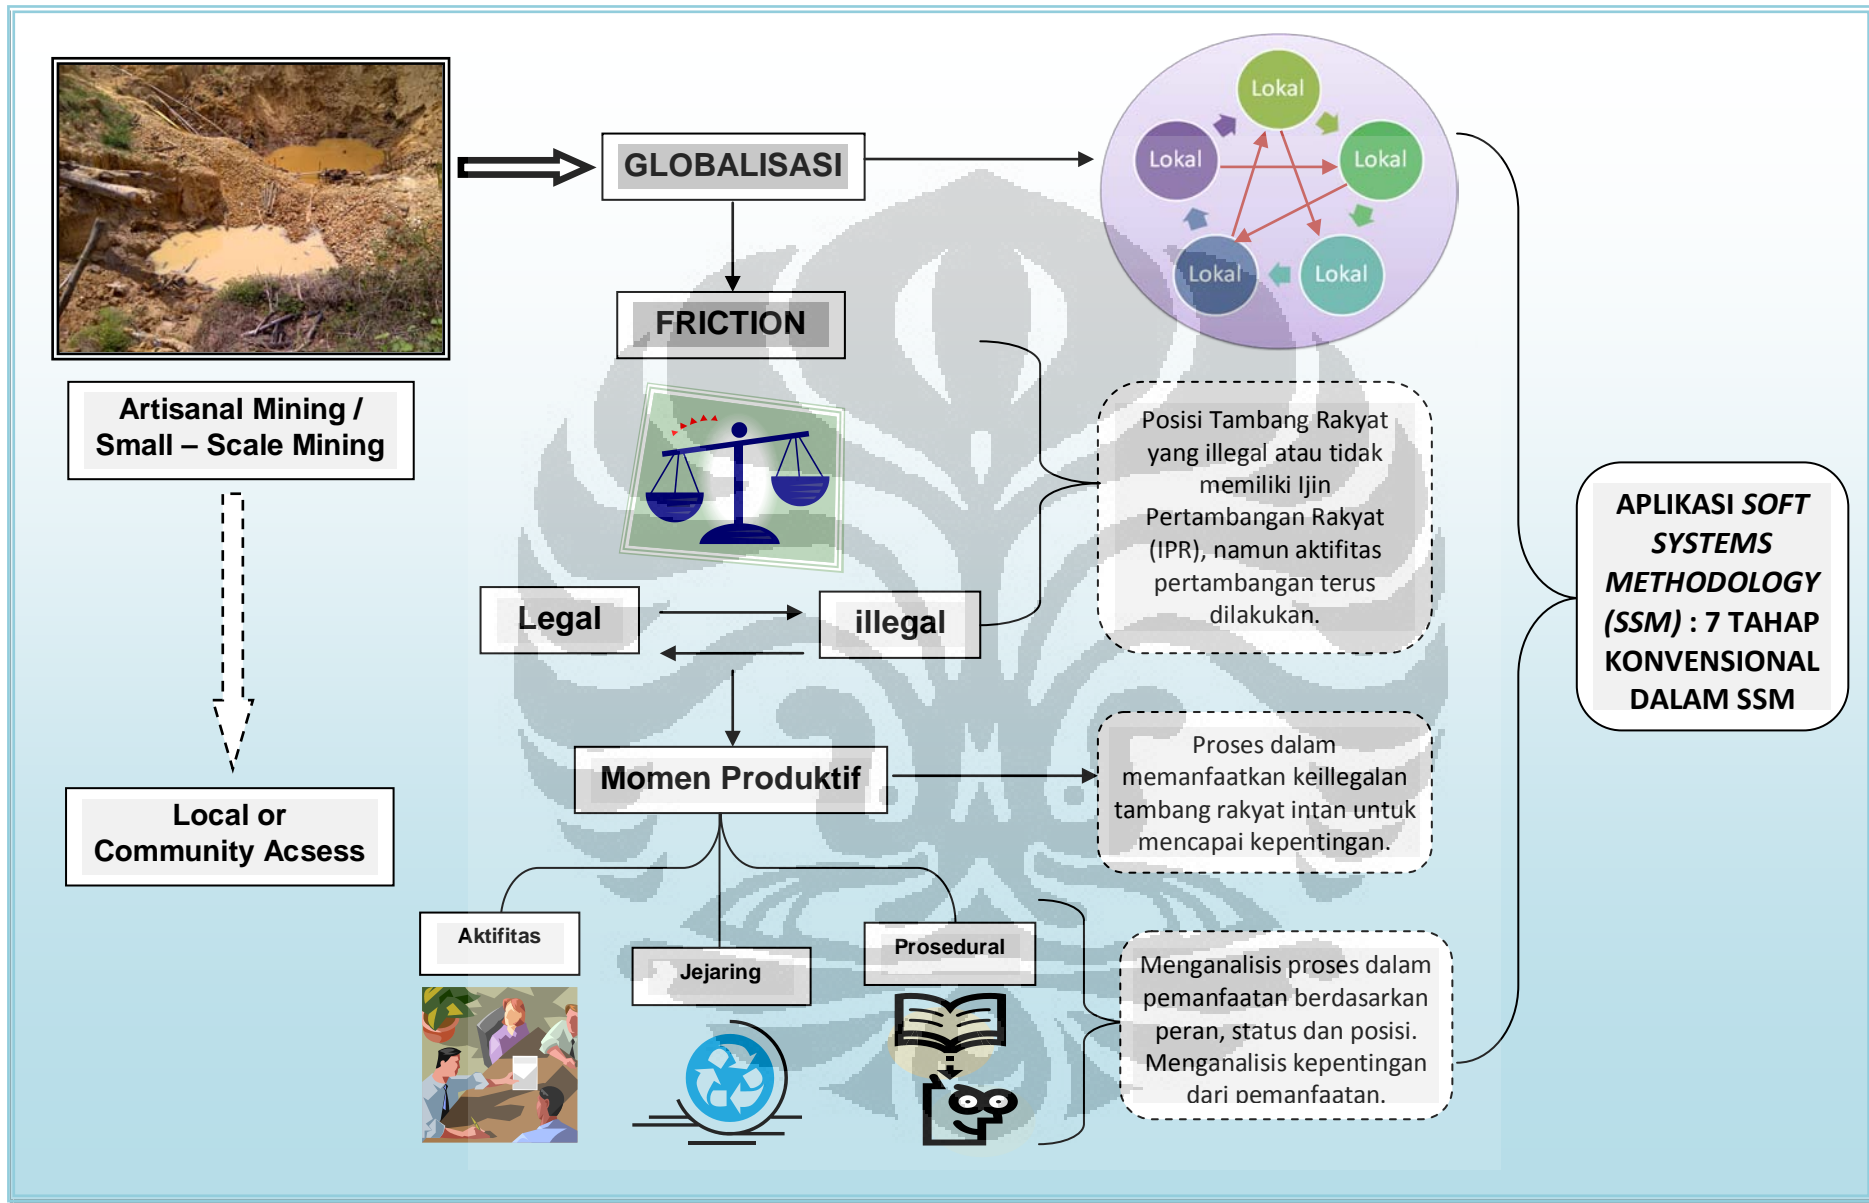 GLOBALISASI
Lokal
Lokal
Lokal
Lokal
Lokal
FRICTION
Artisanal Mining /
Small – Scale Mining
Posisi Tambang Rakyat
yang illegal atau tidak
memiliki Ijin
Pertambangan Rakyat
(IPR), namun aktifitas
pertambangan terus
dilakukan.
APLIKASI SOFT
SYSTEMS
METHODOLOGY
(SSM) : 7 TAHAP
KONVENSIONAL
DALAM SSM
Legal
illegal
Momen Produktif
Proses dalam
memanfaatkan keillegalan
tambang rakyat intan untuk
mencapai kepentingan.
Local or
Community Acsess
Aktifitas
Jejaring
Prosedural
Menganalisis proses dalam
pemanfaatan berdasarkan
peran, status dan posisi.
Menganalisis kepentingan
dari pemanfaatan.